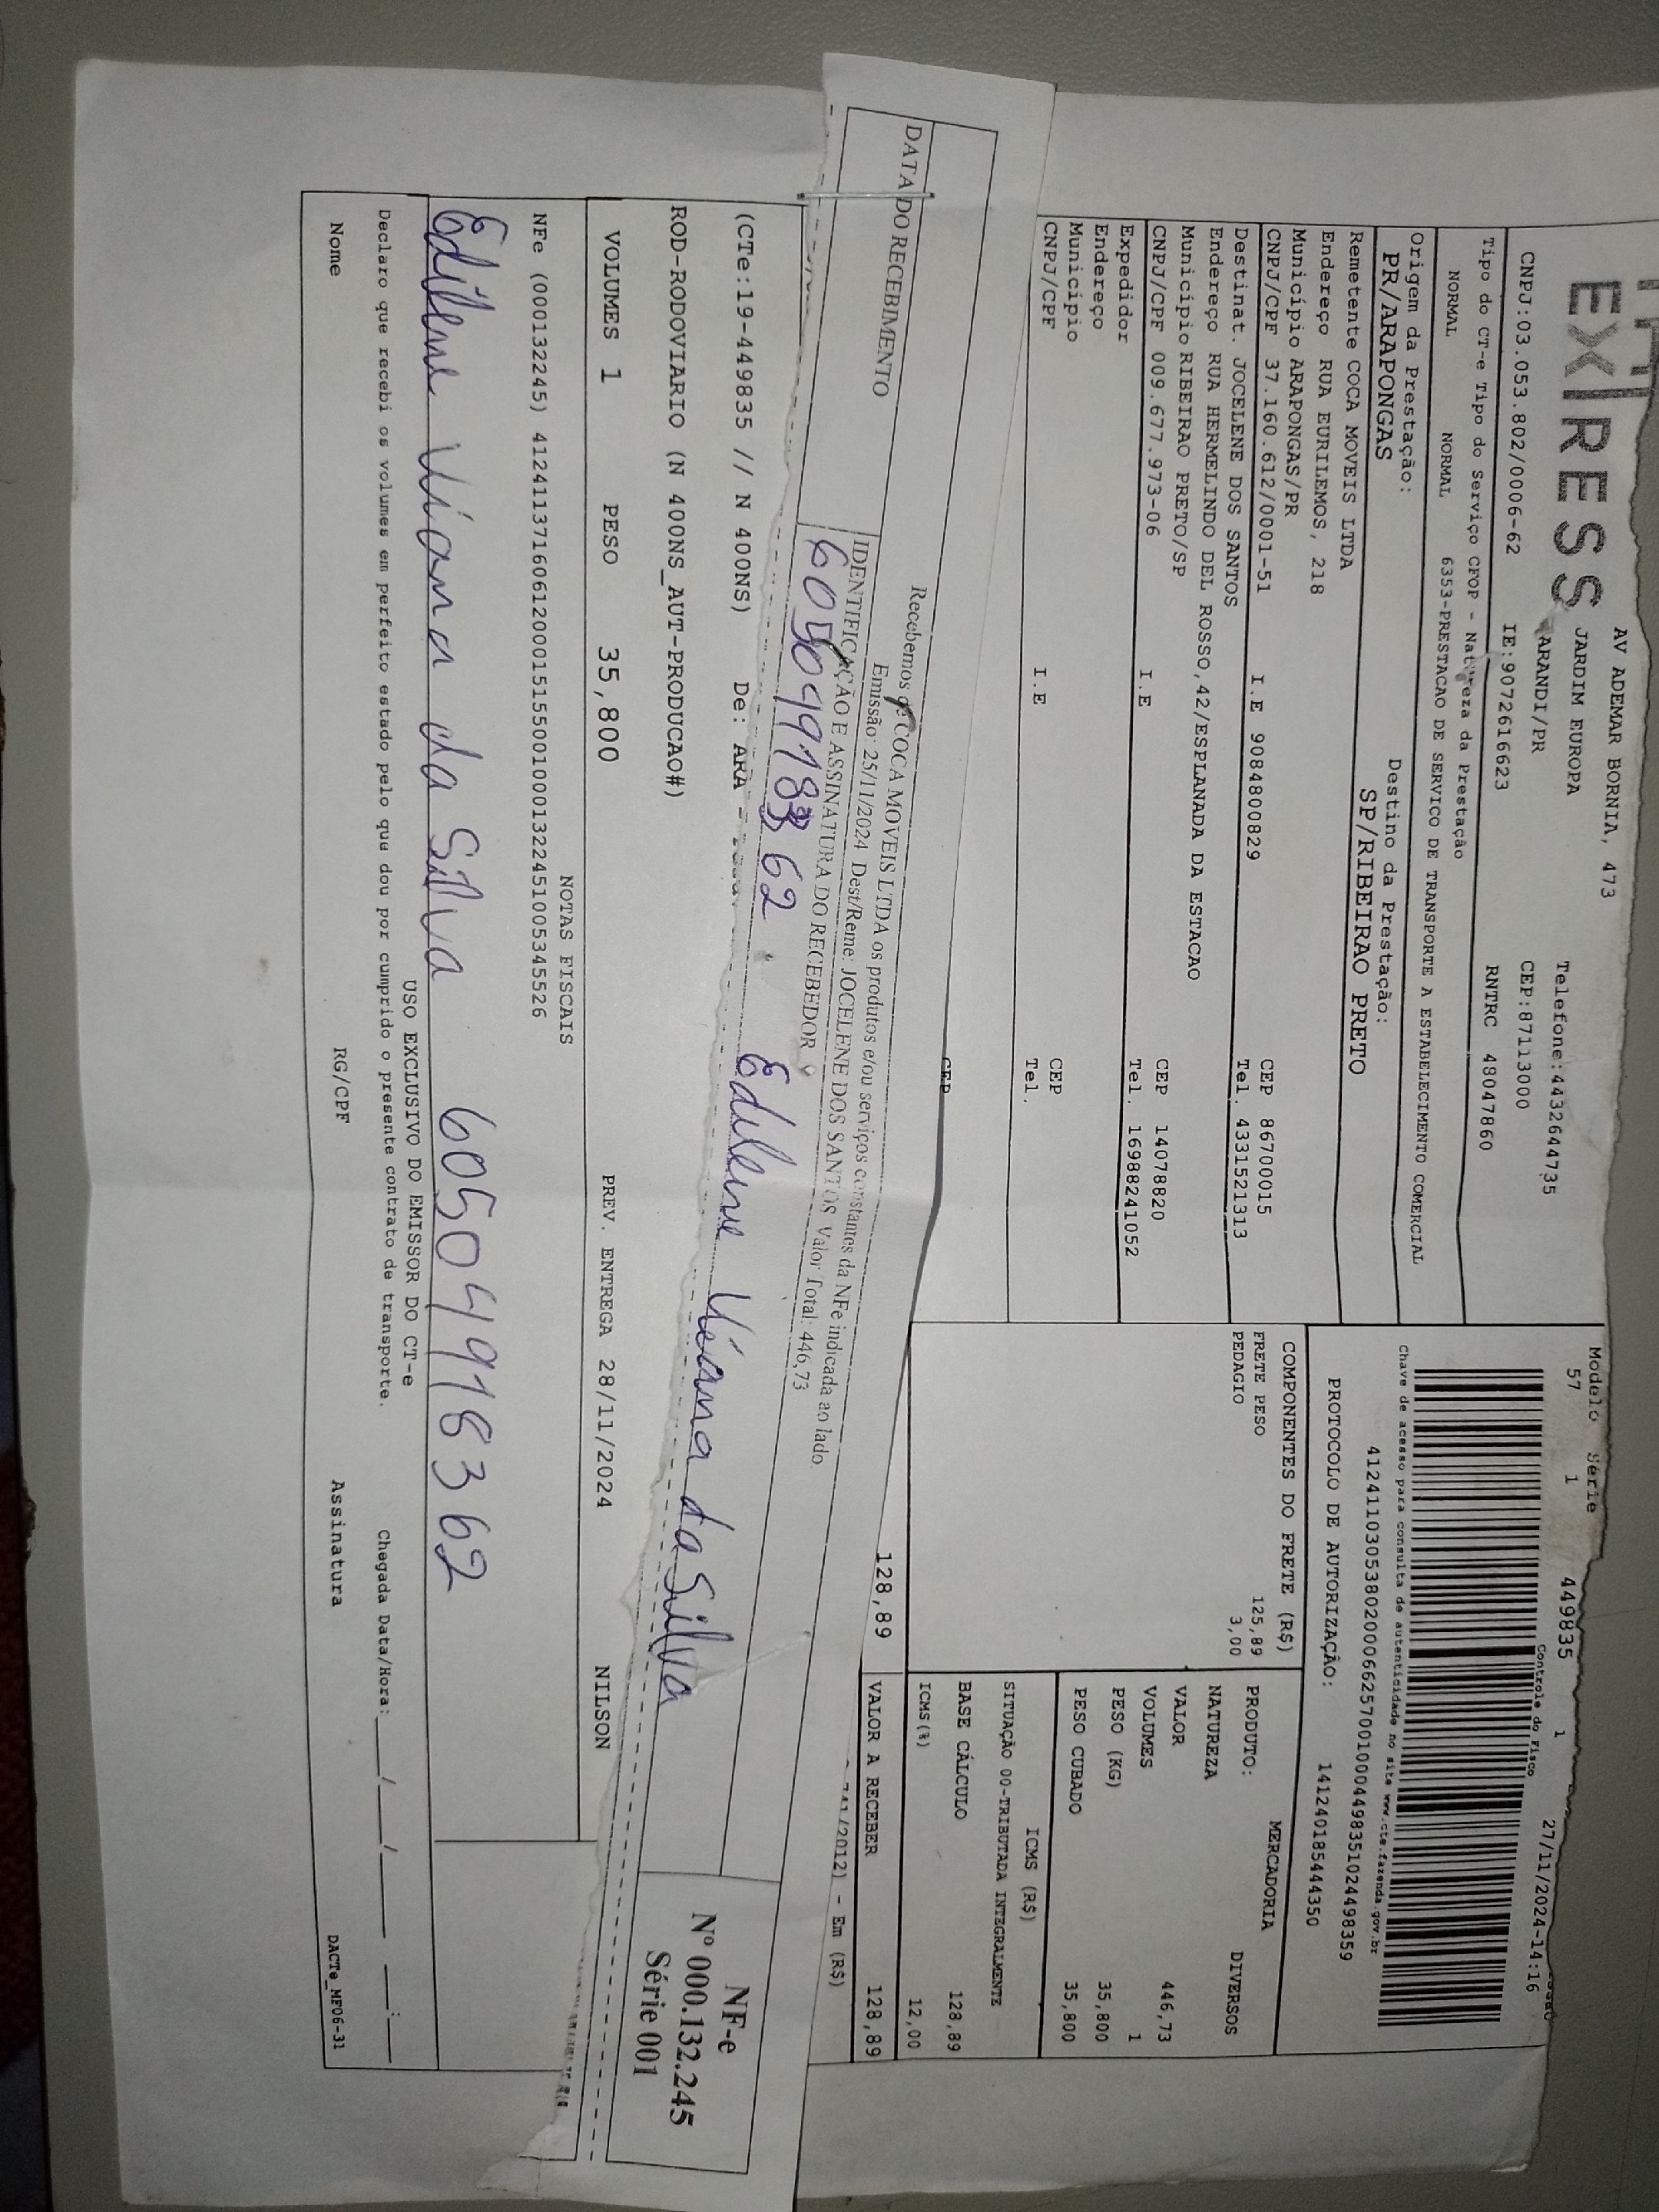 EXPRESS
AV ADEMAR BORNIA, 473
JARDIM EUROPA
Telefone:4432644735
ARANDI/PR
CEP:87113000
CNPJ:03.053.802/0006-62 IE:9072616623 RNTRC 48047860
Tipo do CT-e Tipo do Serviço CFOP - Natureza da Prestação
NORMAL NORMAL 6353-PRESTACAO DE SERVICO DE TRANSPORTE A ESTABELECIMENTO COMERCIAL
Origem da Prestação: Destino da Prestação:
PR/ARAPONGAS SP/RIBEIRAO PRETO
Remetente COCA MOVEIS LTDA
Endereço RUA EURILEMOS, 218
Município ARAPONGAS/PR CEP 86700015
CNPJ/CPF 37.160.612/0001-51 I.E 9084800829 Tel. 4331521313
Destinat. JOCELENE DOS SANTOS
Endereço RUA HERMELINDO DEL ROSSO,42/ESPLANADA DA ESTACAO
Município RIBEIRAO PRETO/SP CEP 14078820
CNPJ/CPF 009.677.973-06 I.E Tel. 16988241052
Expedidor
Endereço
Município CEP
CNPJ/CPF I.E Tel.
CEP
Modelo Série
57 1 449835 1 27/11/2024-14:16
Controle do Fisco
Chave de acesso para consulta de autenticidade no site www.cte.fazenda.gov.br
41241103053802000662570010004498351024498359
PROTOCOLO DE AUTORIZAÇÃO: 141240185444350
COMPONENTES DO FRETE (R$)
FRETE PESO 125,89
PEDAGIO 3,00
128,89
MERCADORIA
PRODUTO: DIVERSOS
NATUREZA
VALOR 446,73
VOLUMES 1
PESO (KG) 35,800
PESO CUBADO 35,800
ICMS (R$)
SITUAÇÃO 00-TRIBUTADA INTEGRALMENTE
BASE CÁLCULO 128,89
ICMS(%) 12,00
VALOR A RECEBER 128,89
741/2012) - Em (R$)
Recebemos de COCA MOVEIS LTDA os produtos e/ou serviços constantes da NFe indicada ao lado
Emissão: 25/11/2024 Dest/Reme: JOCELENE DOS SANTOS Valor Total: 446,73
DATA DO RECEBIMENTO
IDENTIFICAÇÃO E ASSINATURA DO RECEBEDOR
6050499183 62 Edilene Viana da Silva
NF-e
Nº 000.132.245
Série 001
(CTe:19-449835 // N 400NS) De: ARA -
ROD-RODOVIARIO (N 400NS_AUT-PRODUCAO#)
VOLUMES 1 PESO 35,800 PREV. ENTREGA 28/11/2024 NILSON
NOTAS FISCAIS
NFe (000132245) 41241137160612000151550010001322451005345526
Edilene Viana da Silva 60504918362
USO EXCLUSIVO DO EMISSOR DO CT-e
Declaro que recebi os volumes em perfeito estado pelo que dou por cumprido o presente contrato de transporte. Chegada Data/Hora:___/___/____ __:__
Nome RG/CPF Assinatura DACTe_MF06-31